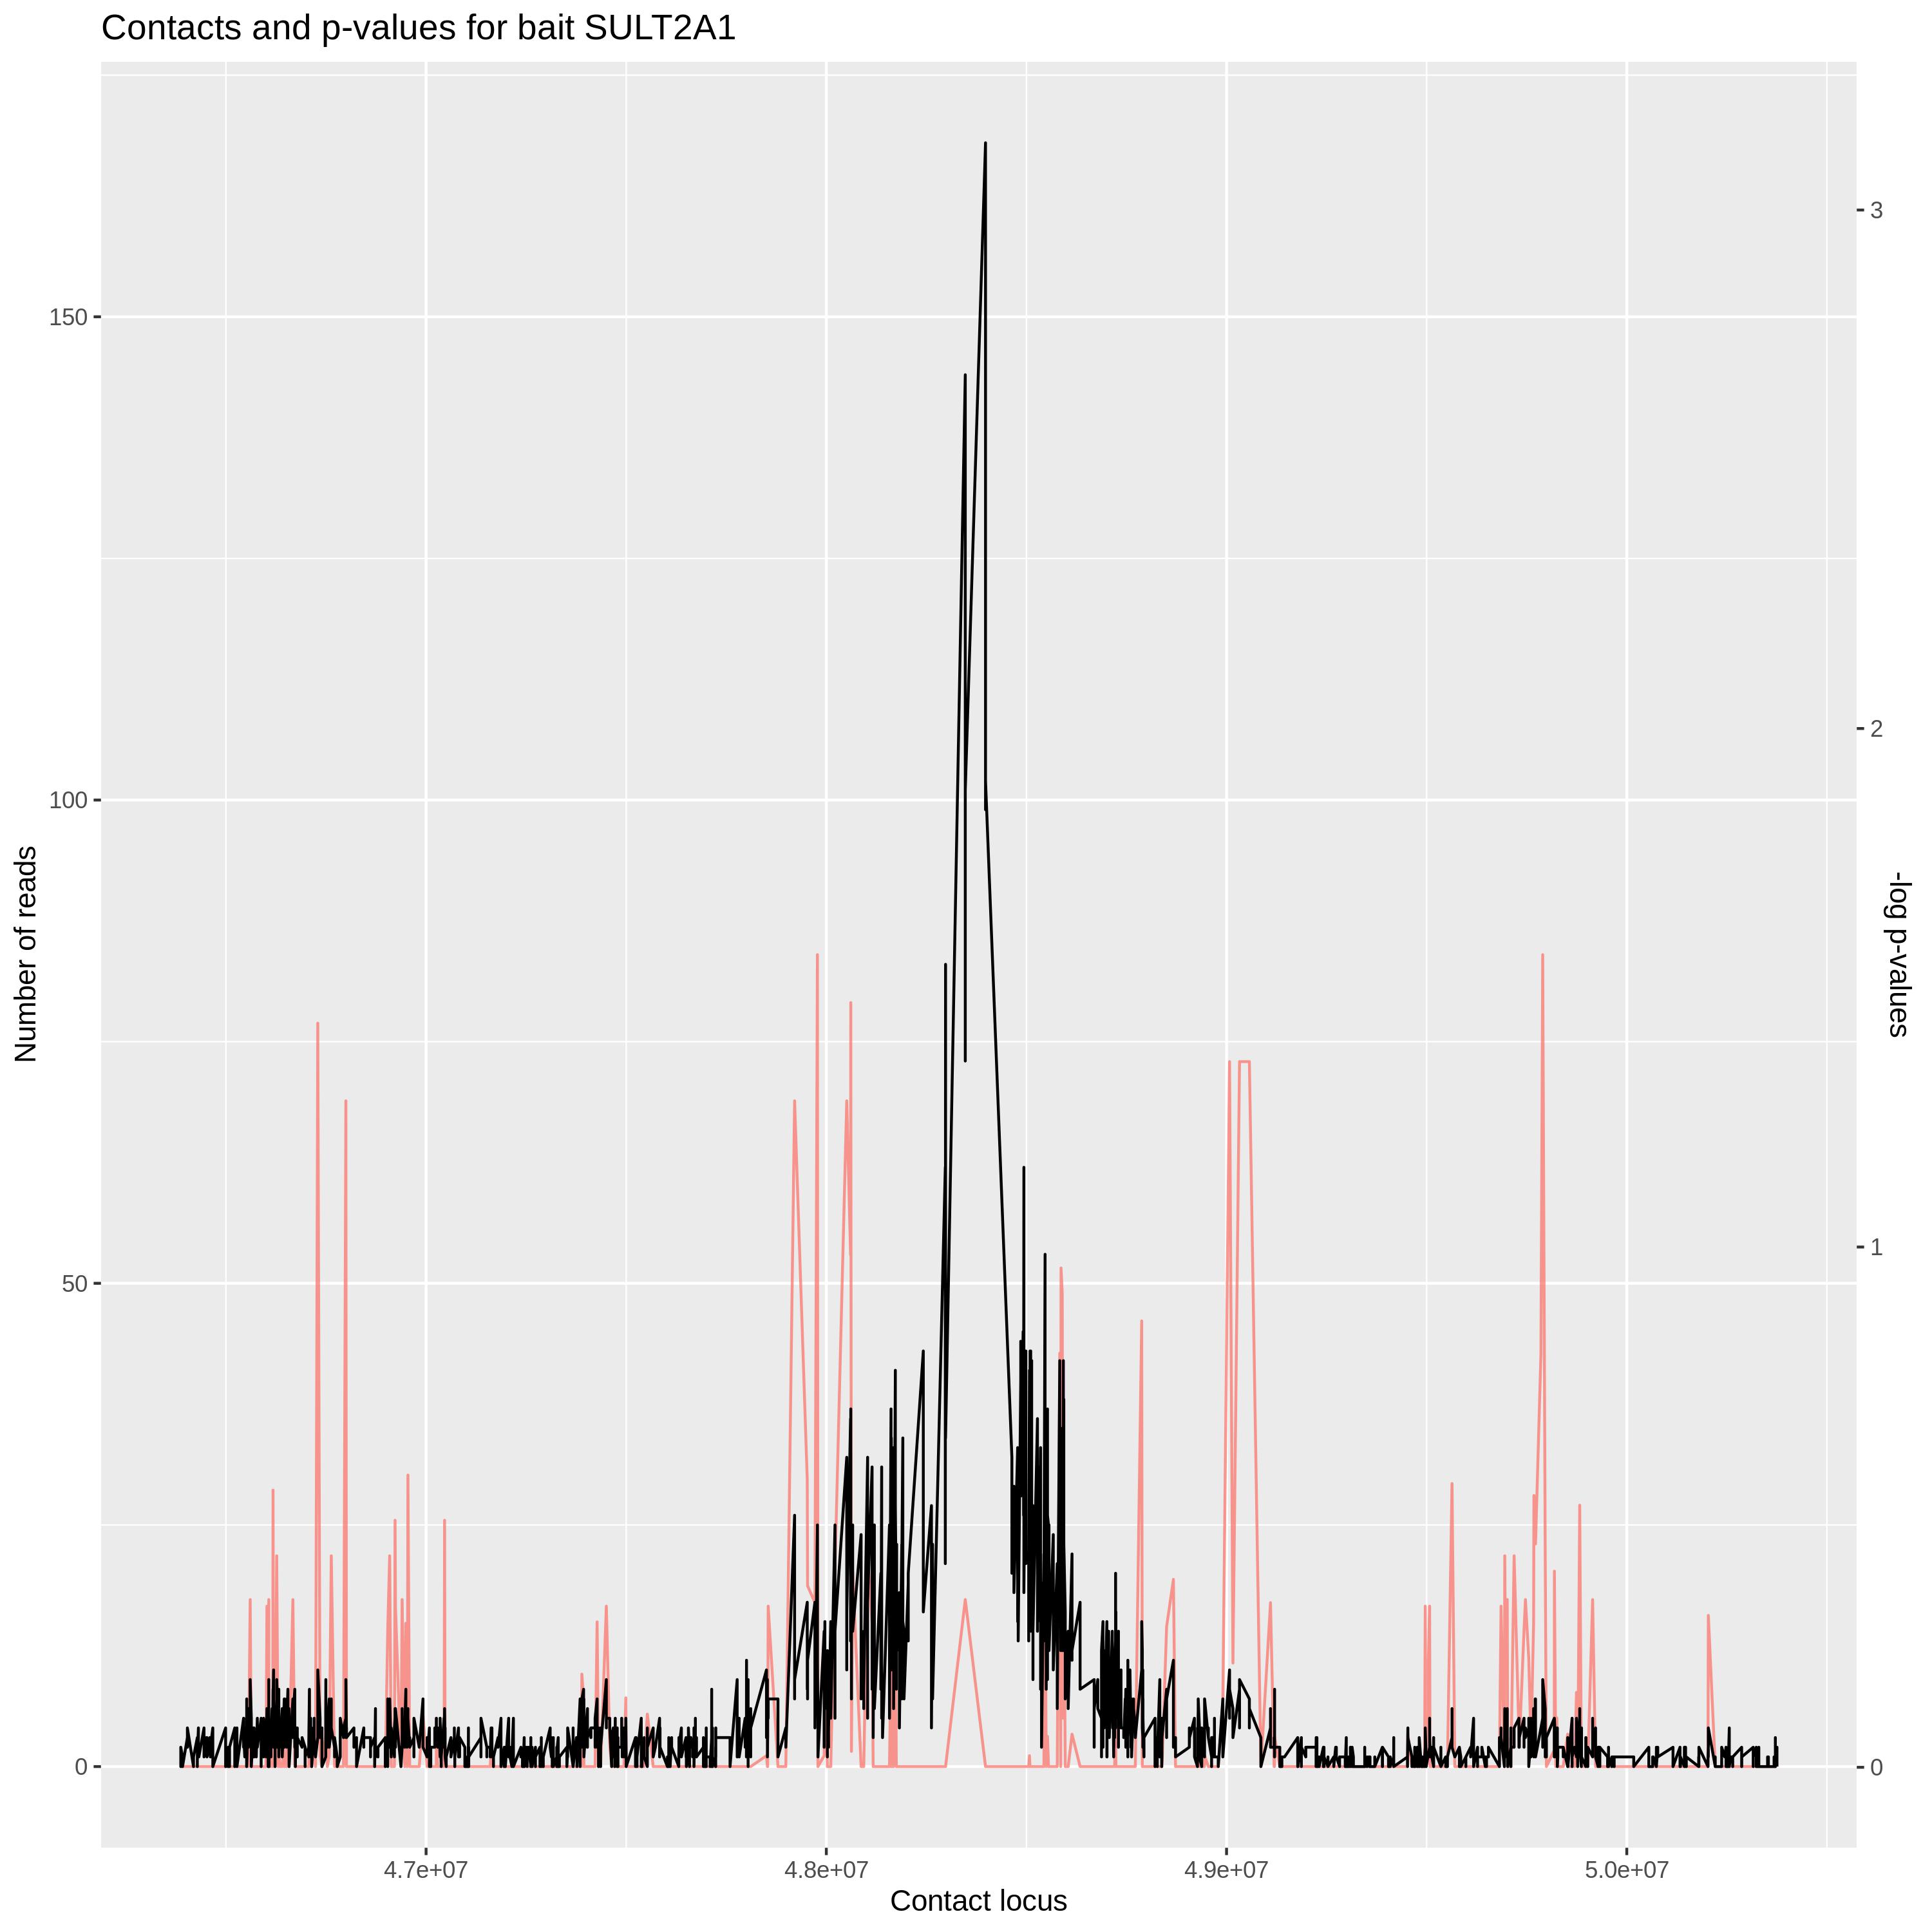 Contacts and p-values for bait SULT2A1
150
100
50
0
Number of reads
3
2
1
0
-log p-values
4.7e+07 4.8e+07 4.9e+07 5.0e+07
Contact locus